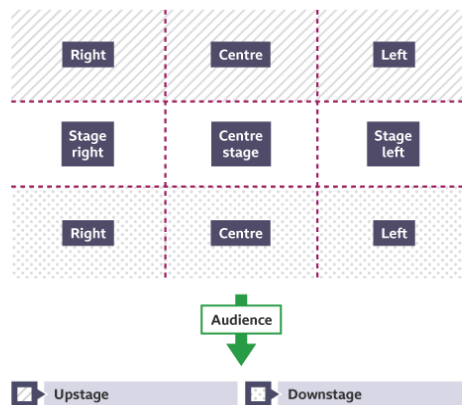 Right
Centre
Left
Stage
right
Centre
stage
Stage
left
Right
Centre
Left
Audience
Upstage
Downstage